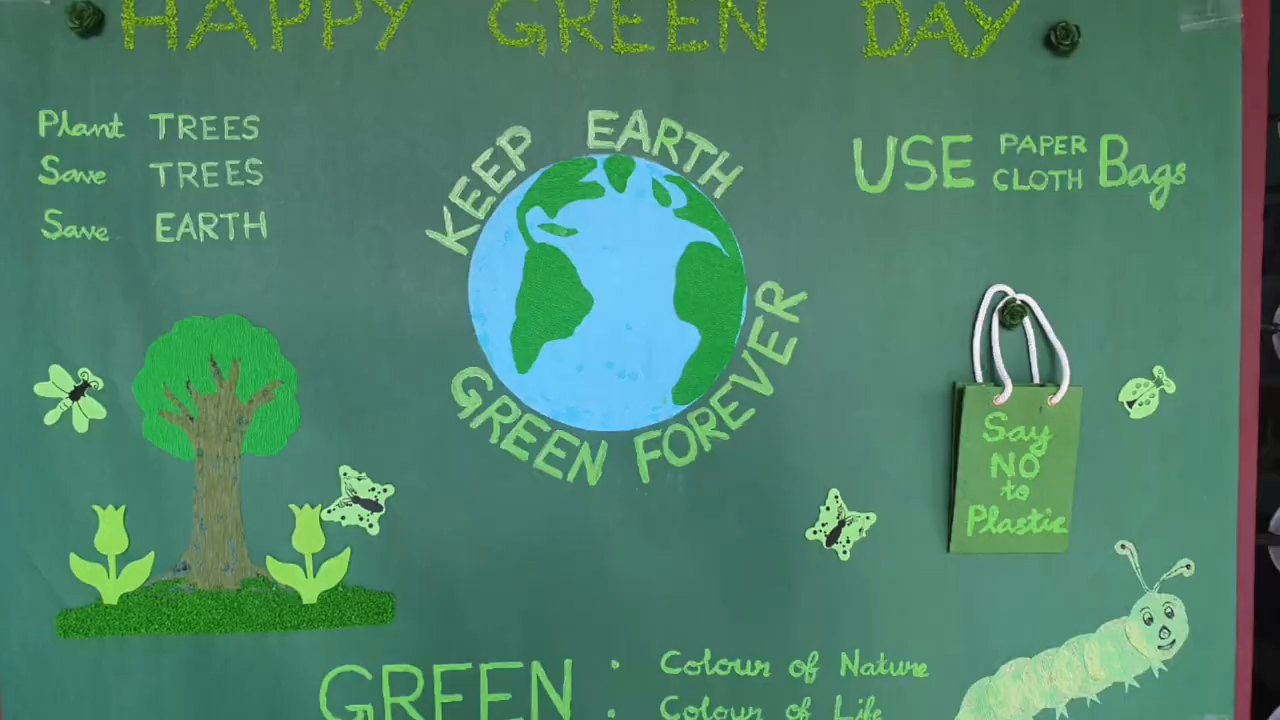 HAPPY GREEN DAY
Plant TREES
Save TREES
Save EARTH
KEEP EARTH
GREEN FOREVER
USE PAPER CLOTH Bags
Say
NO
to
Plastic
GREEN : Colour of Nature
: Colour of Life